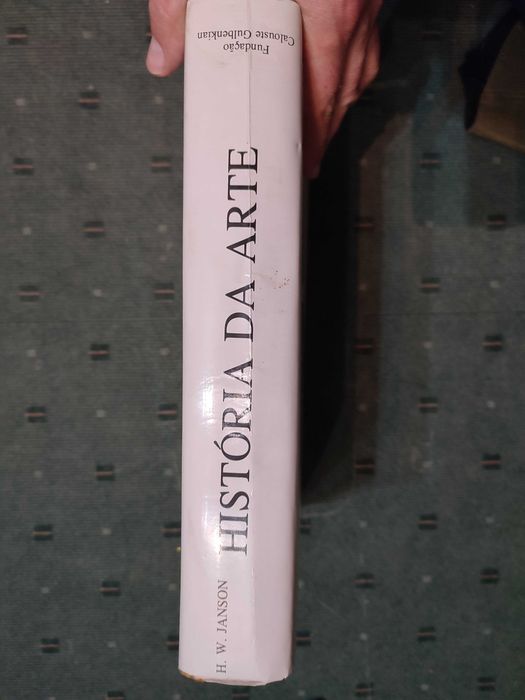 H. W. JANSON
HISTÓRIA DA ARTE
Fundação
Calouste Gulbenkian